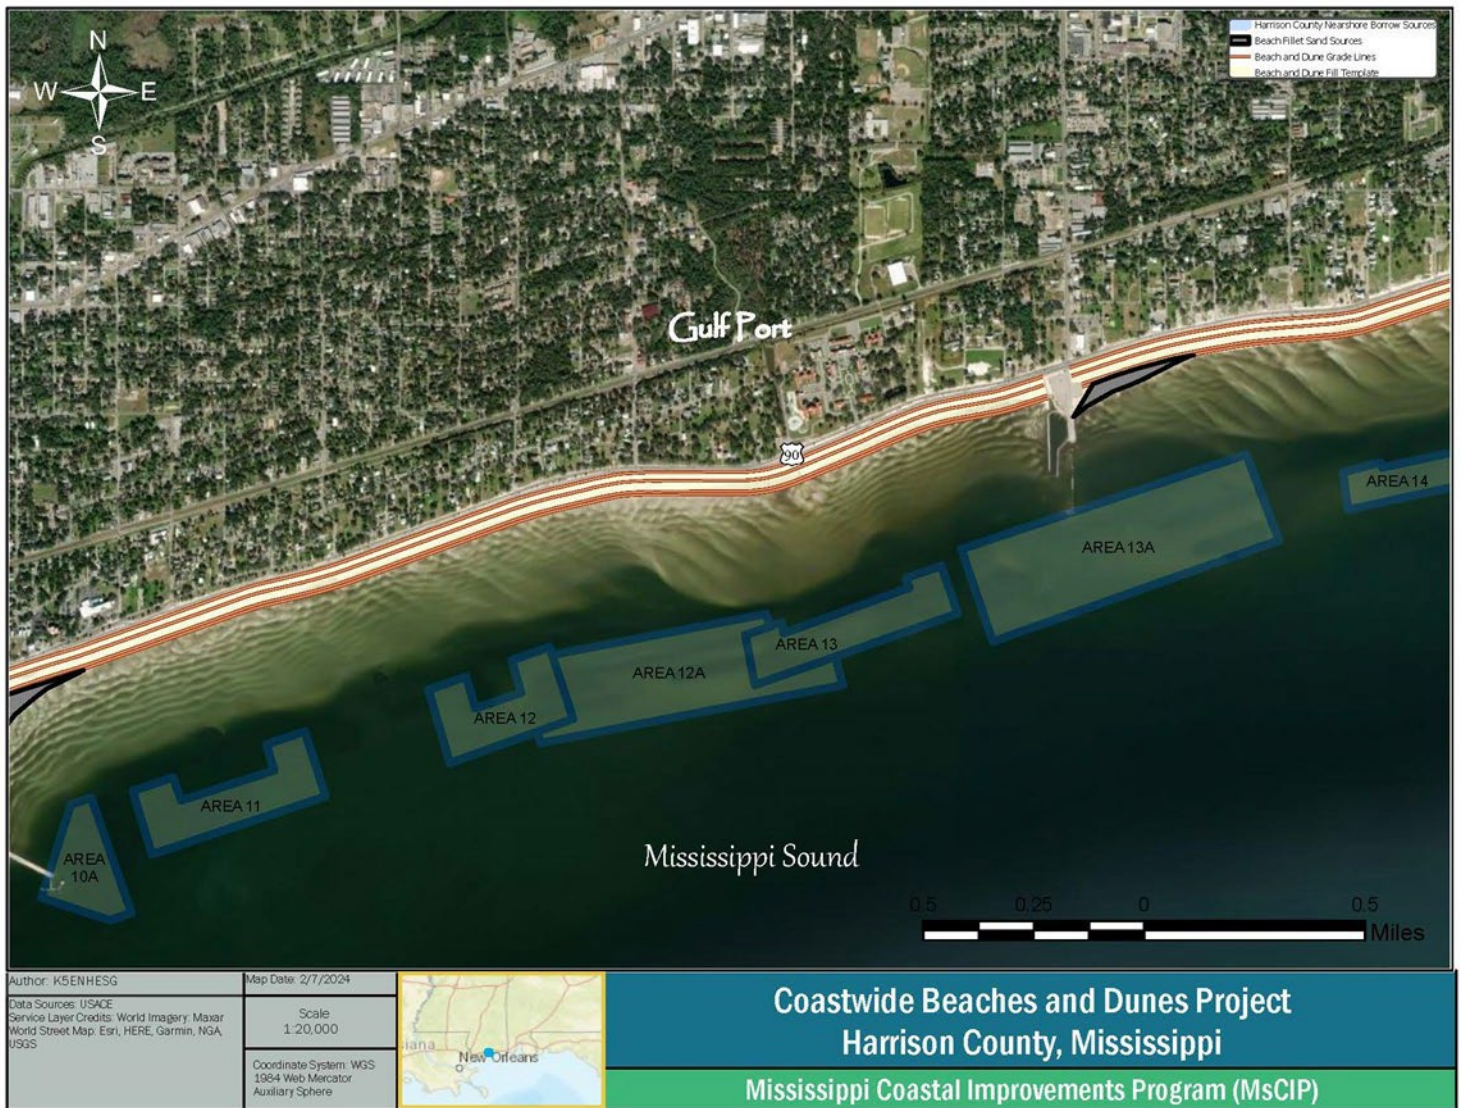 N
W E
S
Harrison County Nearshore Borrow Sources
Beach Fillet Sand Sources
Beach and Dune Grade Lines
Beach and Dune Fill Template
Gulf Port
90
AREA 14
AREA 13A
AREA 13
AREA 12A
AREA 12
AREA 11
AREA
10A
Mississippi Sound
0.5 0.25 0 0.5
Miles
Author: K5ENHESG
Data Sources: USACE
Service Layer Credits: World Imagery: Maxar
World Street Map: Esri, HERE, Garmin, NGA,
USGS
Map Date: 2/7/2024
Scale
1:20,000
Coordinate System: WGS
1984 Web Mercator
Auxiliary Sphere
iana
New Orleans
Coastwide Beaches and Dunes Project
Harrison County, Mississippi
Mississippi Coastal Improvements Program (MsCIP)